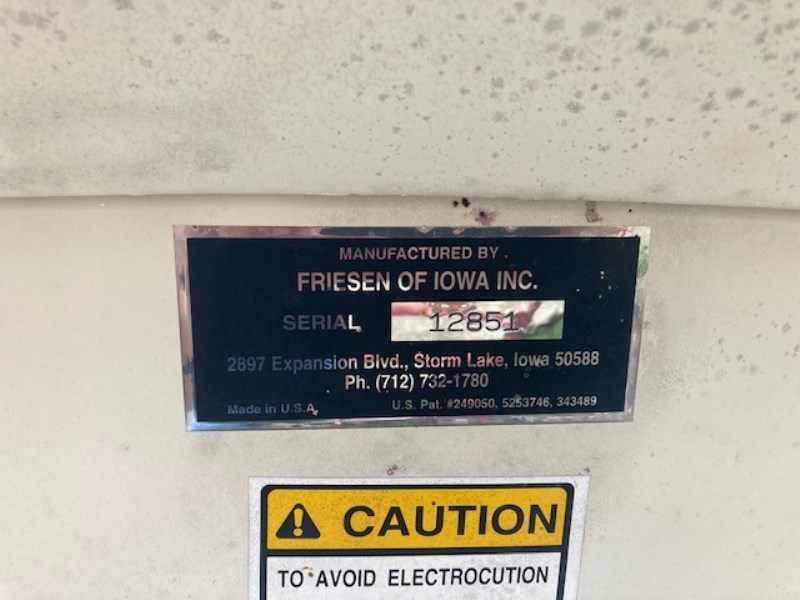 MANUFACTURED BY
FRIESEN OF IOWA INC.
SERIAL 12851
2897 Expansion Blvd., Storm Lake, Iowa 50588
Ph. (712) 732-1780
Made in U.S.A. U.S. Pat. #249050, 5253746, 343489
CAUTION
TO AVOID ELECTROCUTION